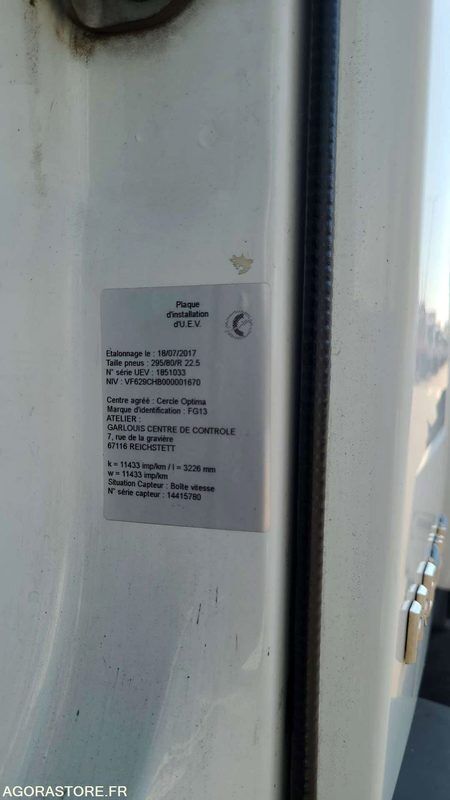 Plaque
d'installation
d'U.E.V.
Etalonnage le : 18/07/2017
Taille pneus : 295/80/R 22.5
N° série UEV : 1851033
NIV : VF629CHB000001670
Centre agréé : Cercle Optima
Marque d'identification : FG13
ATELIER :
GARLOUIS CENTRE DE CONTROLE
7, rue de la gravière
67116 REICHSTETT
k = 11433 imp/km / l = 3226 mm
w = 11433 imp/km
Situation Capteur : Boîte vitesse
N° série capteur : 14415780
AGORASTORE.FR